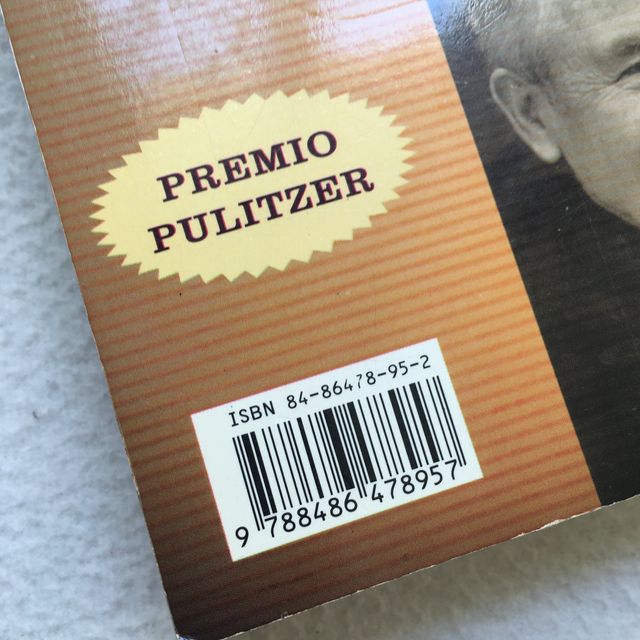 PREMIO
PULITZER
ISBN 84-86478-95-2
9 788486 478957